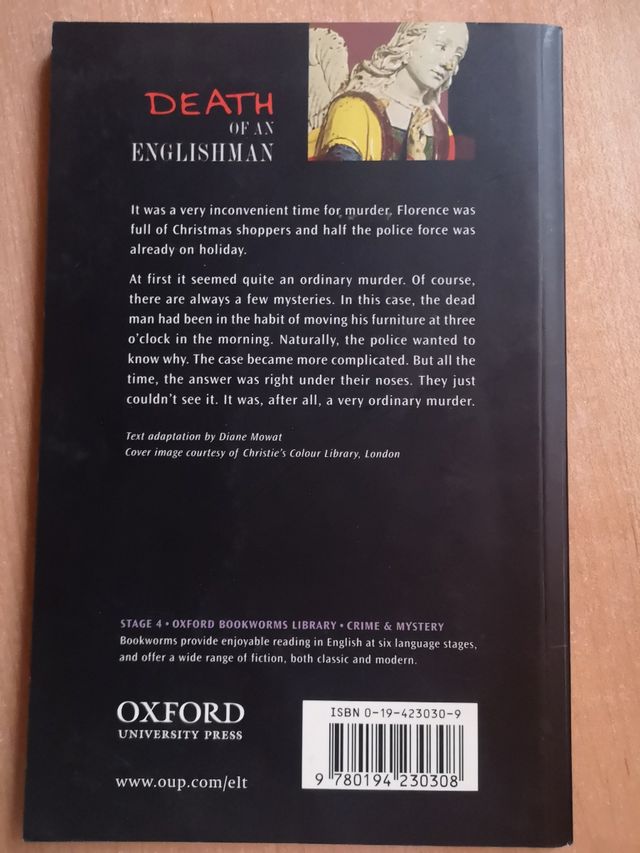 DEATH
OF AN
ENGLISHMAN
It was a very inconvenient time for murder. Florence was
full of Christmas shoppers and half the police force was
already on holiday.
At first it seemed quite an ordinary murder. Of course,
there are always a few mysteries. In this case, the dead
man had been in the habit of moving his furniture at three
o'clock in the morning. Naturally, the police wanted to
know why. The case became more complicated. But all the
time, the answer was right under their noses. They just
couldn't see it. It was, after all, a very ordinary murder.
Text adaptation by Diane Mowat
Cover image courtesy of Christie's Colour Library, London
STAGE 4 • OXFORD BOOKWORMS LIBRARY • CRIME & MYSTERY
Bookworms provide enjoyable reading in English at six language stages,
and offer a wide range of fiction, both classic and modern.
OXFORD
UNIVERSITY PRESS
www.oup.com/elt
ISBN 0-19-423030-9
9 780194 230308